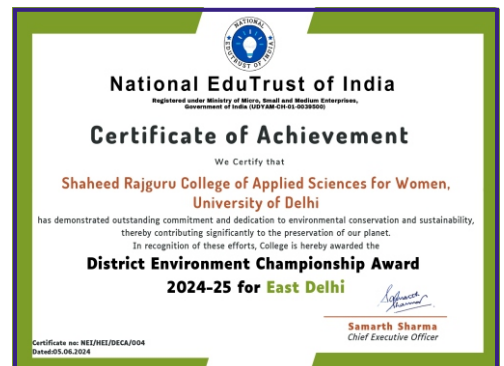 NATIONAL
EDUTRUST OF INDIA
National EduTrust of India
Registered under Ministry of Micro, Small and Medium Enterprises,
Government of India (UDYAM-CH-01-0039500)
Certificate of Achievement
We Certify that
Shaheed Rajguru College of Applied Sciences for Women,
University of Delhi
has demonstrated outstanding commitment and dedication to environmental conservation and sustainability,
thereby contributing significantly to the preservation of our planet.
In recognition of these efforts, College is hereby awarded the
District Environment Championship Award
2024-25 for East Delhi
Samarth
Sharma
Samarth Sharma
Chief Executive Officer
Certificate no: NEI/HEI/DECA/004
Dated:05.06.2024